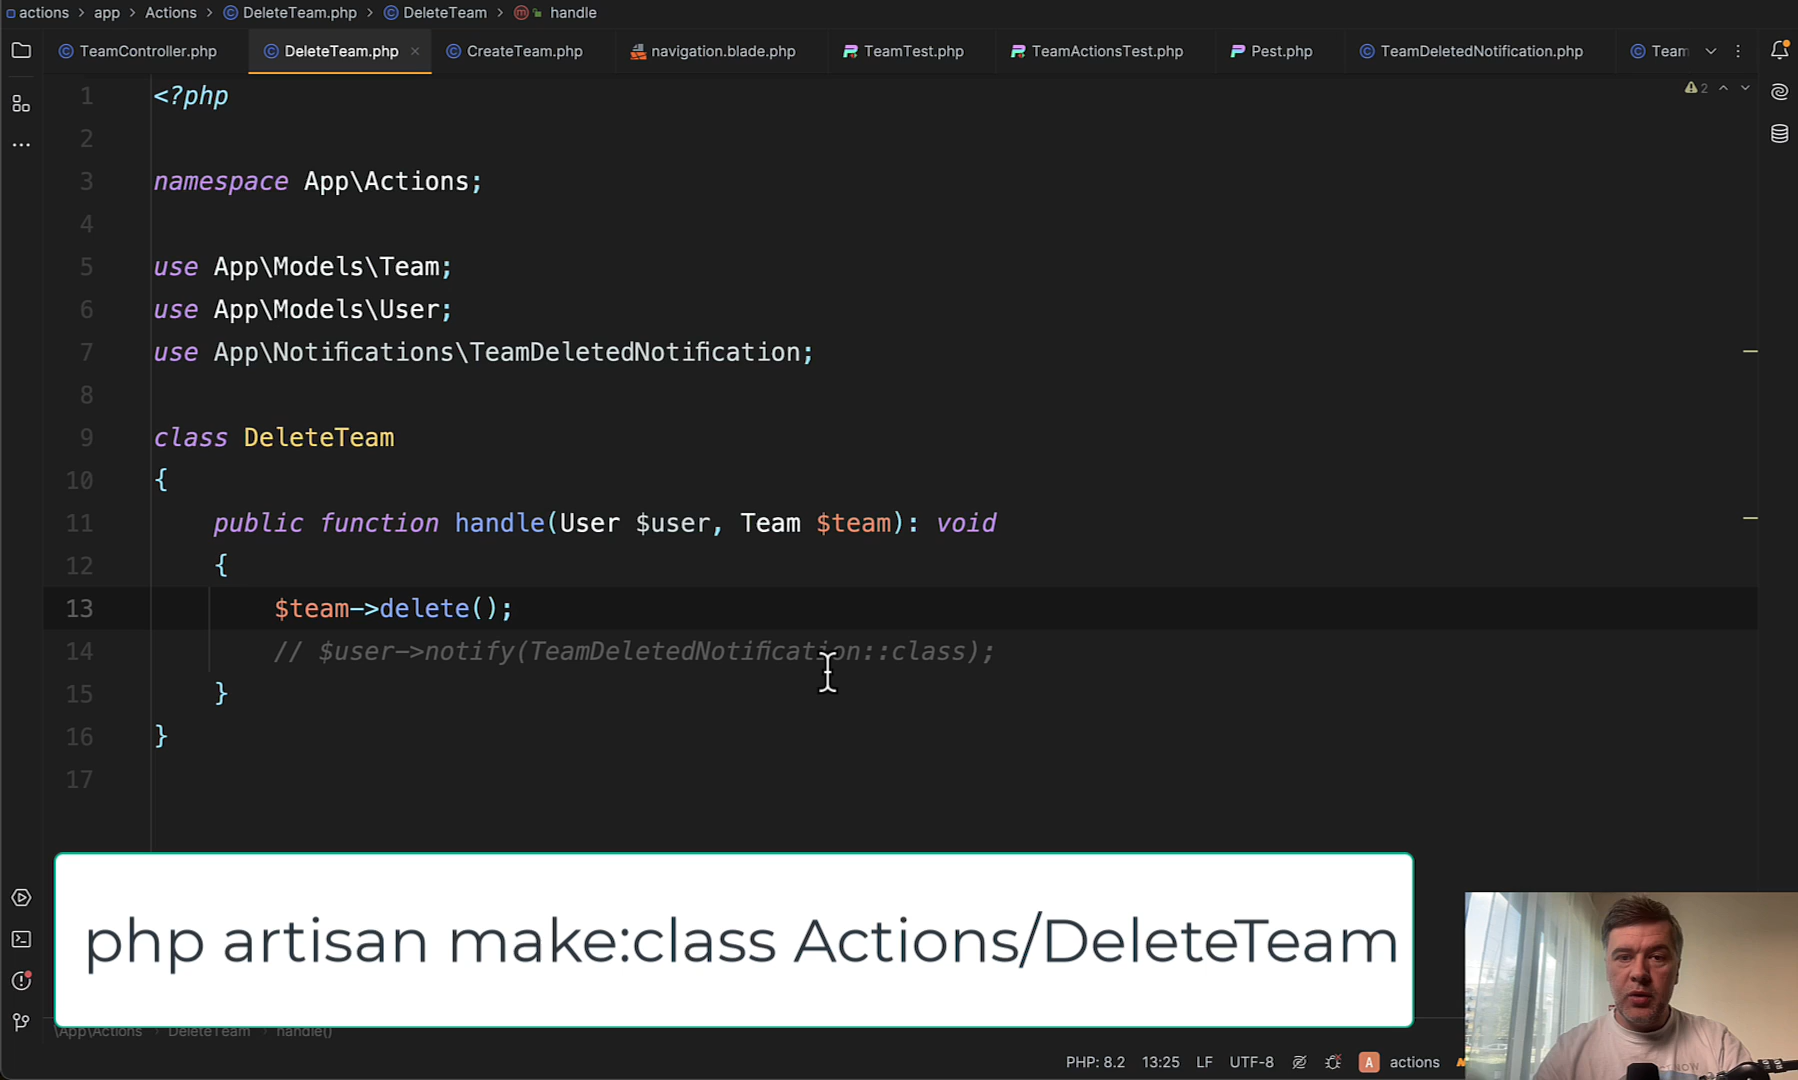 actions > app > Actions > DeleteTeam.php > DeleteTeam > handle
TeamController.php DeleteTeam.php CreateTeam.php navigation.blade.php TeamTest.php TeamActionsTest.php Pest.php TeamDeletedNotification.php Team
2
1 <?php
2
3 namespace App\Actions;
4
5 use App\Models\Team;
6 use App\Models\User;
7 use App\Notifications\TeamDeletedNotification;
8
9 class DeleteTeam
10 {
11 public function handle(User $user, Team $team): void
12 {
13 $team->delete();
14 // $user->notify(TeamDeletedNotification::class);
15 }
16 }
17
php artisan make:class Actions/DeleteTeam
\App\Actions > DeleteTeam > handle()
PHP: 8.2 13:25 LF UTF-8 A actions